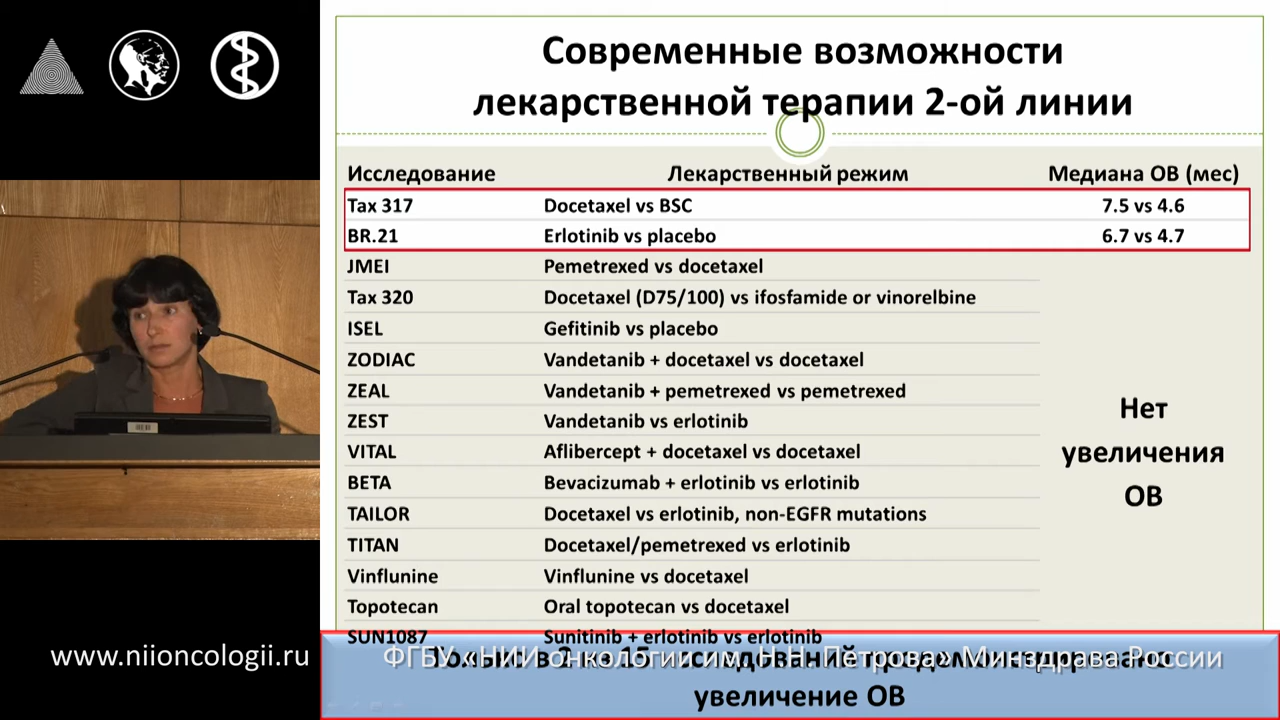 Современные возможности
лекарственной терапии 2-ой линии
Исследование Лекарственный режим Медиана ОВ (мес)
Tax 317 Docetaxel vs BSC 7.5 vs 4.6
BR.21 Erlotinib vs placebo 6.7 vs 4.7
JMEI Pemetrexed vs docetaxel
Tax 320 Docetaxel (D75/100) vs ifosfamide or vinorelbine
ISEL Gefitinib vs placebo
ZODIAC Vandetanib + docetaxel vs docetaxel
ZEAL Vandetanib + pemetrexed vs pemetrexed
ZEST Vandetanib vs erlotinib
VITAL Aflibercept + docetaxel vs docetaxel
BETA Bevacizumab + erlotinib vs erlotinib
TAILOR Docetaxel vs erlotinib, non-EGFR mutations
TITAN Docetaxel/pemetrexed vs erlotinib
Vinflunine Vinflunine vs docetaxel
Topotecan Oral topotecan vs docetaxel
SUN1087 Sunitinib + erlotinib vs erlotinib
Нет
увеличения
ОВ
Только в 2 из 15 исследований продемонстрировано
увеличение ОВ
www.niioncologii.ru
ФГБУ «НИИ онкологии им. Н.Н. Петрова» Минздрава России